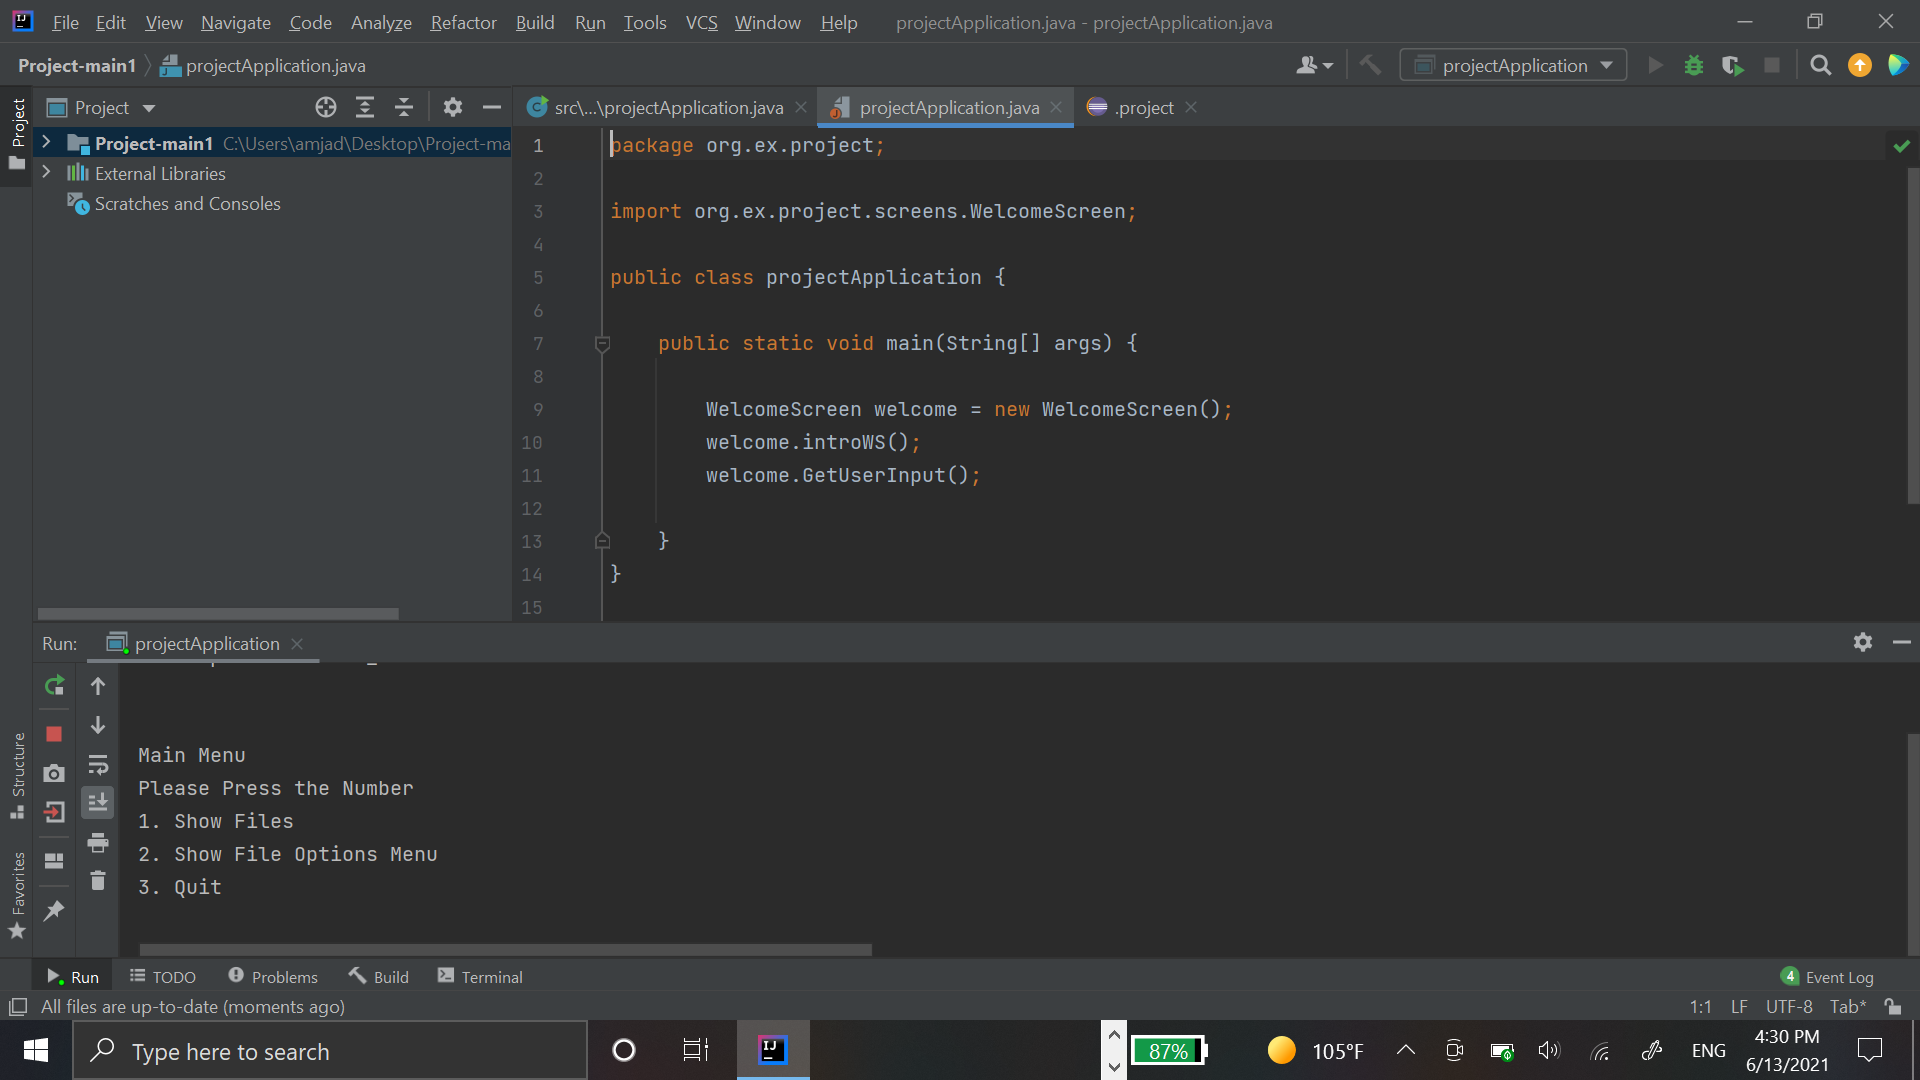 File Edit View Navigate Code Analyze Refactor Build Run Tools VCS Window Help projectApplication.java - projectApplication.java
Project-main1 projectApplication.java projectApplication
Project
Project src\...\projectApplication.java projectApplication.java .project
Project-main1 C:\Users\amjad\Desktop\Project-ma
External Libraries
Scratches and Consoles
1 package org.ex.project;
2
3 import org.ex.project.screens.WelcomeScreen;
4
5 public class projectApplication {
6
7 public static void main(String[] args) {
8
9 WelcomeScreen welcome = new WelcomeScreen();
10 welcome.introWS();
11 welcome.GetUserInput();
12
13 }
14 }
15
Run: projectApplication
Main Menu
Please Press the Number
1. Show Files
2. Show File Options Menu
3. Quit
Structure
Favorites
Run TODO Problems Build Terminal 4 Event Log
All files are up-to-date (moments ago) 1:1 LF UTF-8 Tab*
Type here to search IJ 87% 105°F ENG 4:30 PM
6/13/2021